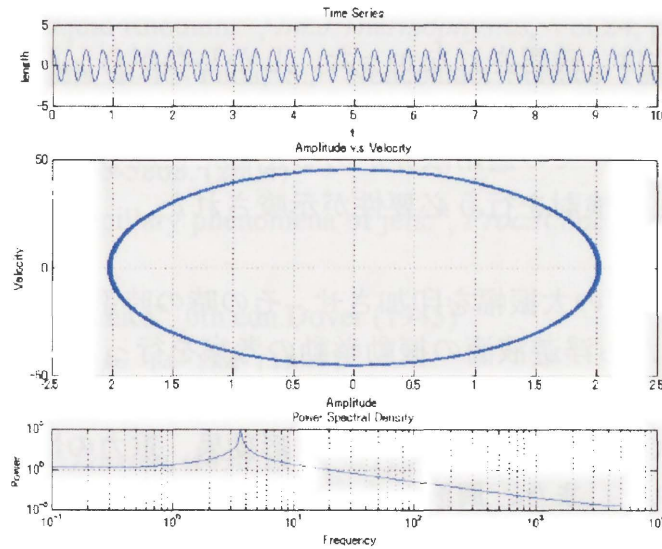 Time Series
5
0
-5
length
0 1 2 3 4 5 6 7 8 9 10
t
Amplitude v.s Velocity
50
0
-50
Velocity
2.5 2 1.5 1 0.5 0 0.5 1 1.5 2 2.5
Amplitude
Power Spectral Density
Power
10⁻¹ 10⁰ 10¹ 10² 10³ 10⁴
Frequency